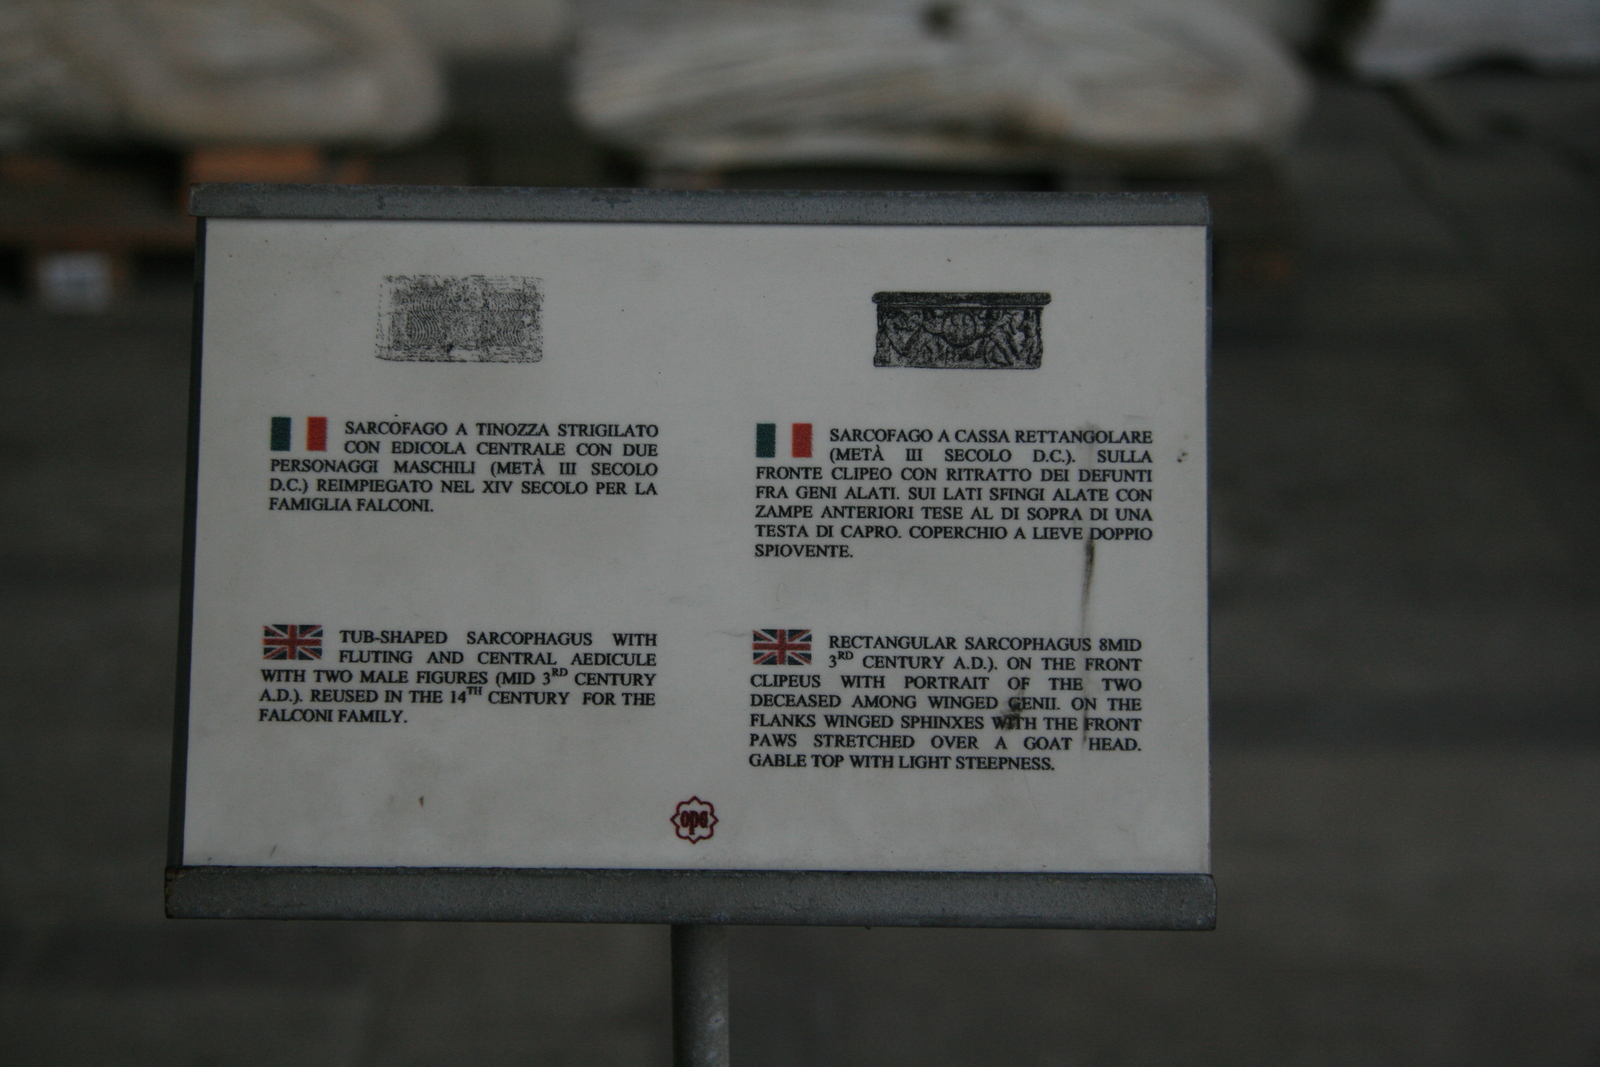 SARCOFAGO A TINOZZA STRIGILATO
CON EDICOLA CENTRALE CON DUE
PERSONAGGI MASCHILI (METÀ III SECOLO
D.C.) REIMPIEGATO NEL XIV SECOLO PER LA
FAMIGLIA FALCONI.
TUB-SHAPED SARCOPHAGUS WITH
FLUTING AND CENTRAL AEDICULE
WITH TWO MALE FIGURES (MID 3RD CENTURY
A.D.). REUSED IN THE 14TH CENTURY FOR THE
FALCONI FAMILY.
SARCOFAGO A CASSA RETTANGOLARE
(METÀ III SECOLO D.C.). SULLA
FRONTE CLIPEO CON RITRATTO DEI DEFUNTI
FRA GENI ALATI. SUI LATI SFINGI ALATE CON
ZAMPE ANTERIORI TESE AL DI SOPRA DI UNA
TESTA DI CAPRO. COPERCHIO A LIEVE DOPPIO
SPIOVENTE.
RECTANGULAR SARCOPHAGUS 8MID
3RD CENTURY A.D.). ON THE FRONT
CLIPEUS WITH PORTRAIT OF THE TWO
DECEASED AMONG WINGED GENII. ON THE
FLANKS WINGED SPHINXES WITH THE FRONT
PAWS STRETCHED OVER A GOAT HEAD.
GABLE TOP WITH LIGHT STEEPNESS.
opa